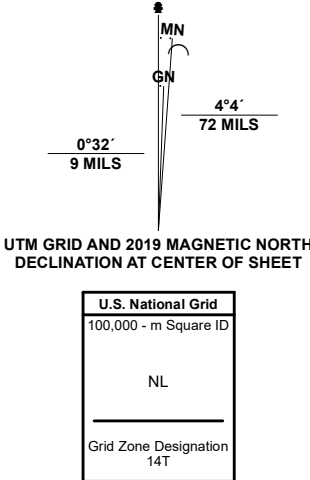 MN
GN
4°4´
72 MILS
0°32´
9 MILS
UTM GRID AND 2019 MAGNETIC NORTH
DECLINATION AT CENTER OF SHEET
U.S. National Grid
100,000 - m Square ID
NL
Grid Zone Designation
14T